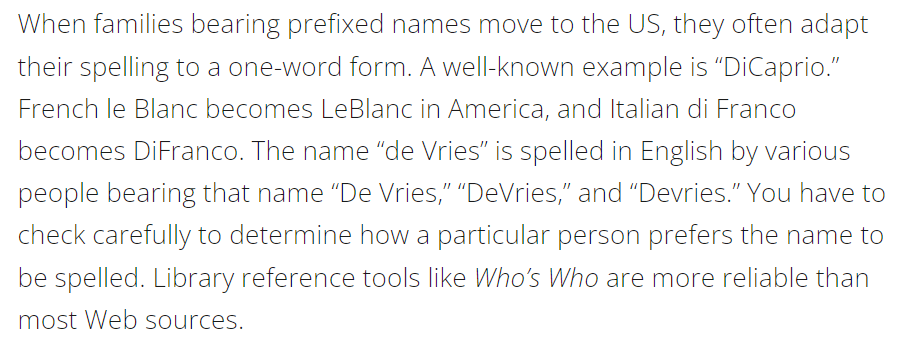 When families bearing prefixed names move to the US, they often adapt
their spelling to a one-word form. A well-known example is “DiCaprio.”
French le Blanc becomes LeBlanc in America, and Italian di Franco
becomes DiFranco. The name “de Vries” is spelled in English by various
people bearing that name “De Vries,” “DeVries,” and “Devries.” You have to
check carefully to determine how a particular person prefers the name to
be spelled. Library reference tools like Who’s Who are more reliable than
most Web sources.